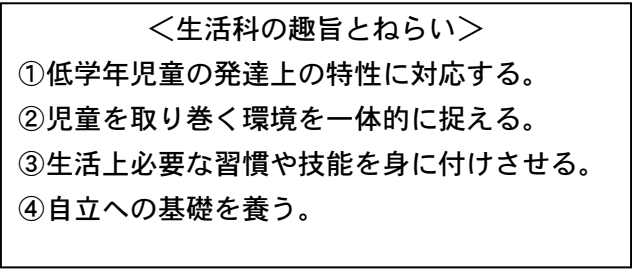 ＜生活科の趣旨とねらい＞
①低学年児童の発達上の特性に対応する。
②児童を取り巻く環境を一体的に捉える。
③生活上必要な習慣や技能を身に付けさせる。
④自立への基礎を養う。